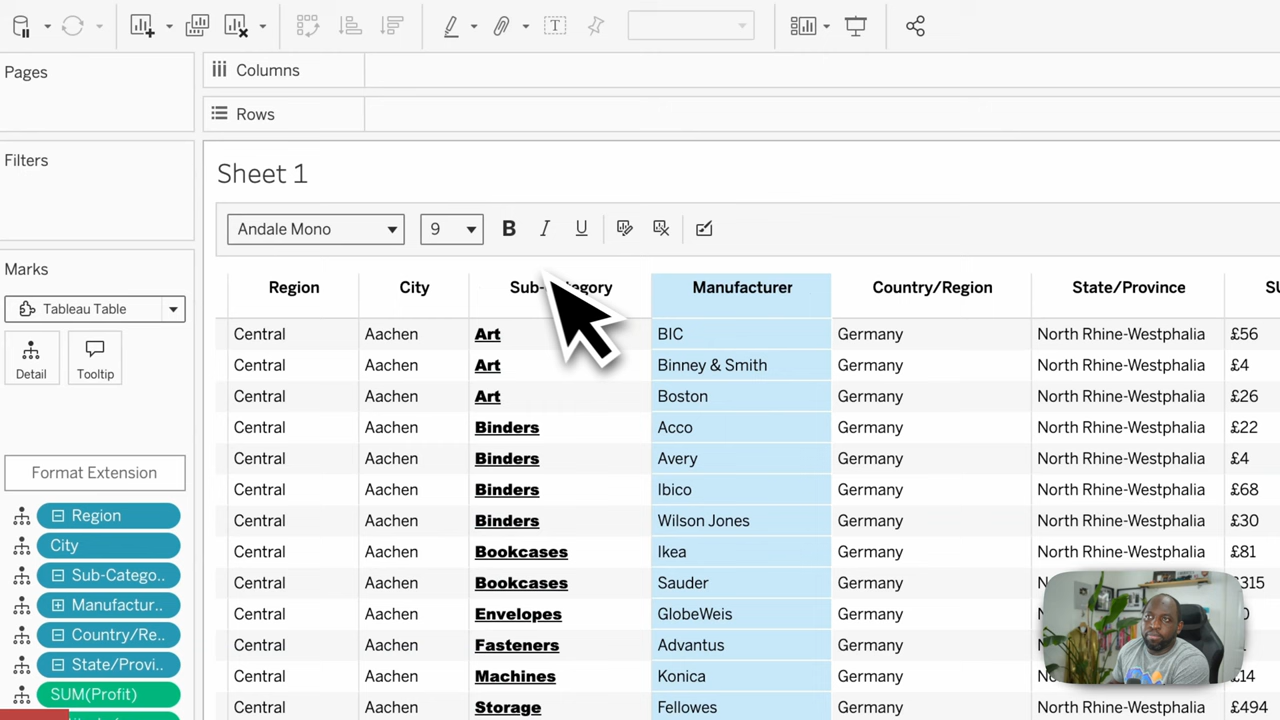 Pages
Columns
Rows
Filters
Sheet 1
Andale Mono
9
B I U
Marks
Tableau Table
Detail
Tooltip
Format Extension
Region
City
Sub-Catego..
Manufactur..
Country/Re..
State/Provi..
SUM(Profit)
Region City Manufacturer Country/Region State/Province
Central Aachen Art BIC Germany North Rhine-Westphalia £56
Central Aachen Art Binney & Smith Germany North Rhine-Westphalia £4
Central Aachen Art Boston Germany North Rhine-Westphalia £26
Central Aachen Binders Acco Germany North Rhine-Westphalia £22
Central Aachen Binders Avery Germany North Rhine-Westphalia £4
Central Aachen Binders Ibico Germany North Rhine-Westphalia £68
Central Aachen Binders Wilson Jones Germany North Rhine-Westphalia £30
Central Aachen Bookcases Ikea Germany North Rhine-Westphalia £81
Central Aachen Bookcases Sauder Germany North Rhine-Westphalia
Central Aachen Envelopes GlobeWeis Germany
Central Aachen Fasteners Advantus Germany
Central Aachen Machines Konica Germany
Central Aachen Storage Fellowes Germany North Rhine-Westphalia £494